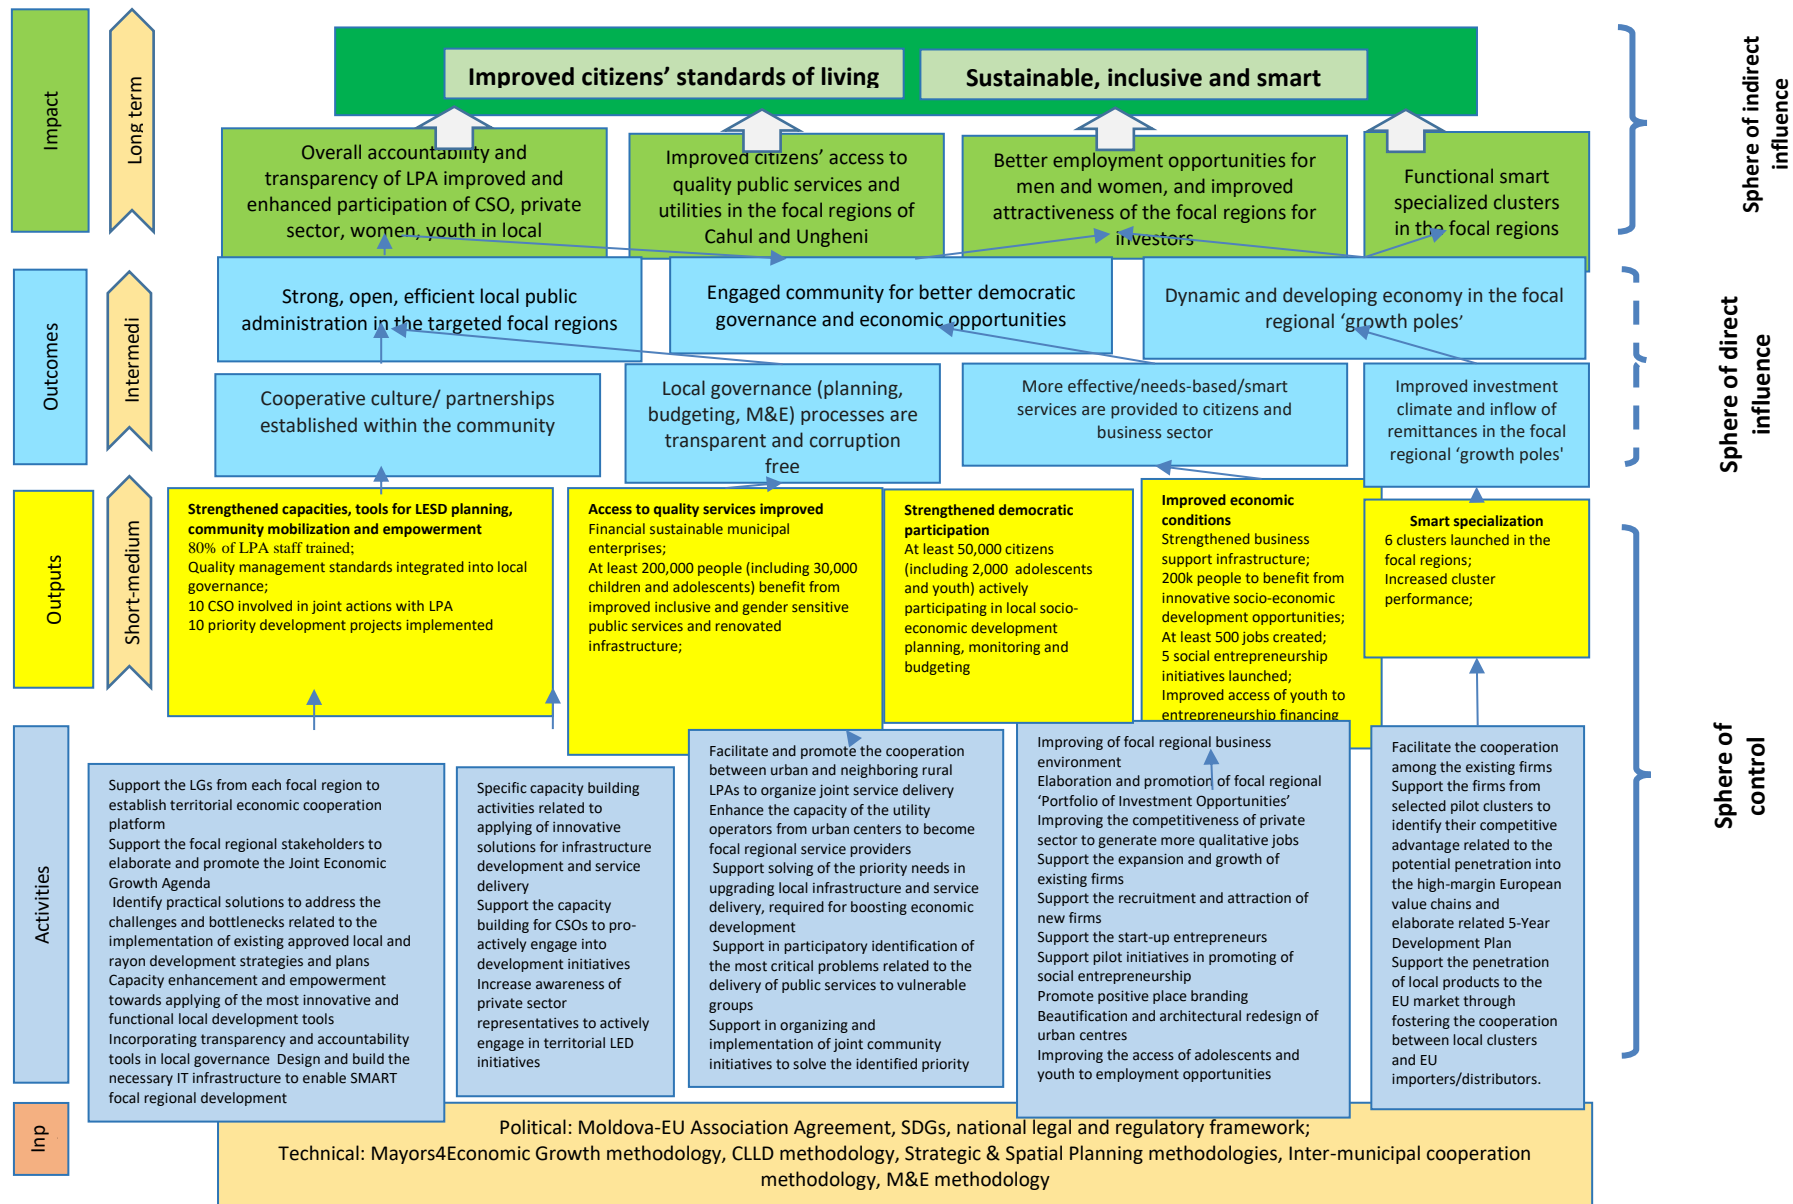 Impact
Long term
Improved citizens’ standards of living
Sustainable, inclusive and smart
Sphere of indirect
influence
Overall accountability and
transparency of LPA improved and
enhanced participation of CSO, private
sector, women, youth in local
Improved citizens’ access to
quality public services and
utilities in the focal regions of
Cahul and Ungheni
Better employment opportunities for
men and women, and improved
attractiveness of the focal regions for
investors
Functional smart
specialized clusters
in the focal regions
Outcomes
Intermedi
Strong, open, efficient local public
administration in the targeted focal regions
Engaged community for better democratic
governance and economic opportunities
Dynamic and developing economy in the focal
regional ‘growth poles’
Sphere of direct
influence
Cooperative culture/ partnerships
established within the community
Local governance (planning,
budgeting, M&E) processes are
transparent and corruption
free
More effective/needs-based/smart
services are provided to citizens and
business sector
Improved investment
climate and inflow of
remittances in the focal
regional ‘growth poles'
Outputs
Short-medium
Strengthened capacities, tools for LESD planning,
community mobilization and empowerment
80% of LPA staff trained;
Quality management standards integrated into local
governance;
10 CSO involved in joint actions with LPA
10 priority development projects implemented
Access to quality services improved
Financial sustainable municipal
enterprises;
At least 200,000 people (including 30,000
children and adolescents) benefit from
improved inclusive and gender sensitive
public services and renovated
infrastructure;
Strengthened democratic
participation
At least 50,000 citizens
(including 2,000 adolescents
and youth) actively
participating in local socio-
economic development
planning, monitoring and
budgeting
Improved economic
conditions
Strengthened business
support infrastructure;
200k people to benefit from
innovative socio-economic
development opportunities;
At least 500 jobs created;
5 social entrepreneurship
initiatives launched;
Improved access of youth to
entrepreneurship financing
Smart specialization
6 clusters launched in the
focal regions;
Increased cluster
performance;
Sphere of
control
Activities
Support the LGs from each focal region to
establish territorial economic cooperation
platform
Support the focal regional stakeholders to
elaborate and promote the Joint Economic
Growth Agenda
Identify practical solutions to address the
challenges and bottlenecks related to the
implementation of existing approved local and
rayon development strategies and plans
Capacity enhancement and empowerment
towards applying of the most innovative and
functional local development tools
Incorporating transparency and accountability
tools in local governance Design and build the
necessary IT infrastructure to enable SMART
focal regional development
Specific capacity building
activities related to
applying of innovative
solutions for infrastructure
development and service
delivery
Support the capacity
building for CSOs to pro-
actively engage into
development initiatives
Increase awareness of
private sector
representatives to actively
engage in territorial LED
initiatives
Facilitate and promote the cooperation
between urban and neighboring rural
LPAs to organize joint service delivery
Enhance the capacity of the utility
operators from urban centers to become
focal regional service providers
Support solving of the priority needs in
upgrading local infrastructure and service
delivery, required for boosting economic
development
Support in participatory identification of
the most critical problems related to the
delivery of public services to vulnerable
groups
Support in organizing and
implementation of joint community
initiatives to solve the identified priority
Improving of focal regional business
environment
Elaboration and promotion of focal regional
‘Portfolio of Investment Opportunities’
Improving the competitiveness of private
sector to generate more qualitative jobs
Support the expansion and growth of
existing firms
Support the recruitment and attraction of
new firms
Support the start-up entrepreneurs
Support pilot initiatives in promoting of
social entrepreneurship
Promote positive place branding
Beautification and architectural redesign of
urban centres
Improving the access of adolescents and
youth to employment opportunities
Facilitate the cooperation
among the existing firms
Support the firms from
selected pilot clusters to
identify their competitive
advantage related to the
potential penetration into
the high-margin European
value chains and
elaborate related 5-Year
Development Plan
Support the penetration
of local products to the
EU market through
fostering the cooperation
between local clusters
and EU
importers/distributors.
Inp
Political: Moldova-EU Association Agreement, SDGs, national legal and regulatory framework;
Technical: Mayors4Economic Growth methodology, CLLD methodology, Strategic & Spatial Planning methodologies, Inter-municipal cooperation
methodology, M&E methodology